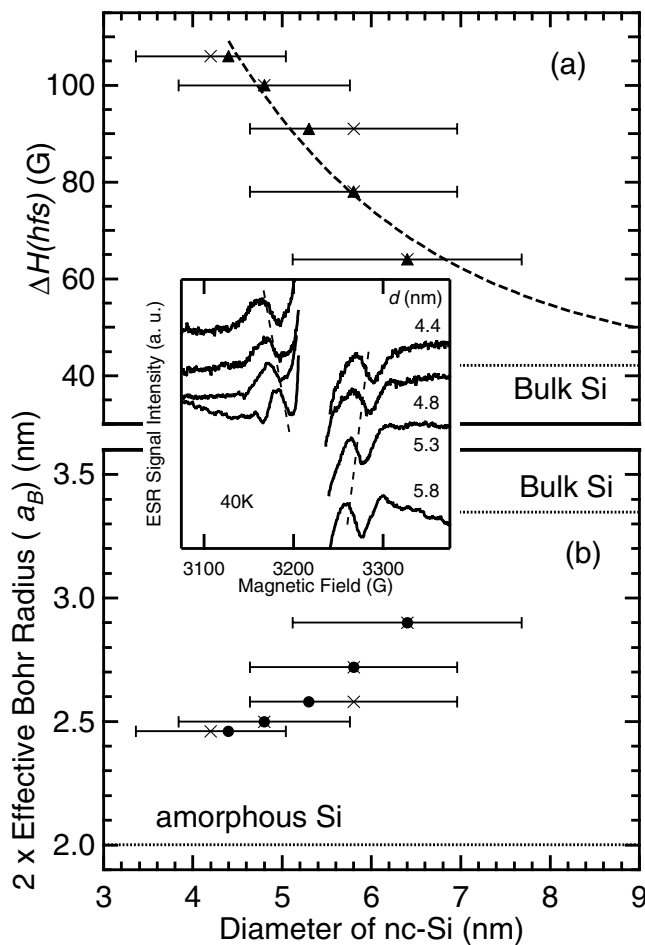 (a)
ΔH(hfs) (G)
100
80
60
40
Bulk Si
d (nm)
4.4
4.8
5.3
5.8
40K
ESR Signal Intensity (a. u.)
3100
3200
3300
Magnetic Field (G)
2 x Effective Bohr Radius ( aB) (nm)
3.5
3.0
2.5
2.0
Bulk Si
(b)
amorphous Si
3
4
5
6
7
8
9
Diameter of nc-Si (nm)